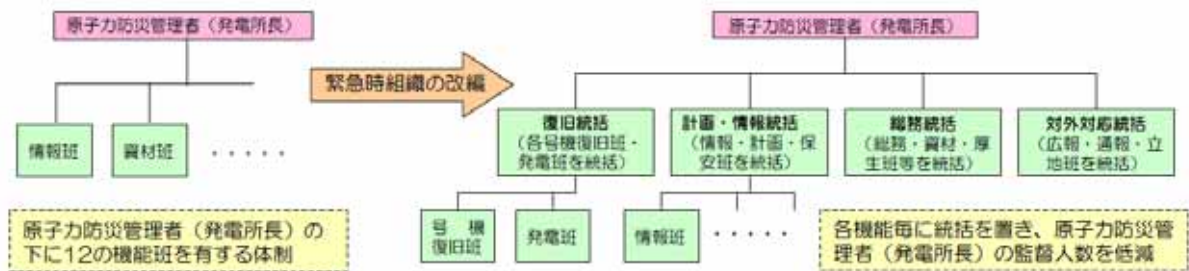 原子力防災管理者（発電所長）
情報班
資材班
・・・・・
原子力防災管理者（発電所長）の
下に12の機能班を有する体制
緊急時組織の改編
原子力防災管理者（発電所長）
復旧統括
（各号機復旧班・
発電班を統括）
計画・情報統括
（情報・計画・保
安班を統括）
総務統括
（総務・資材・厚
生班等を統括）
対外対応統括
（広報・通報・立
地班を統括）
号機
復旧班
発電班
情報班
・・・・・
各機能毎に統括を置き、原子力防災管
理者（発電所長）の監督人数を低減